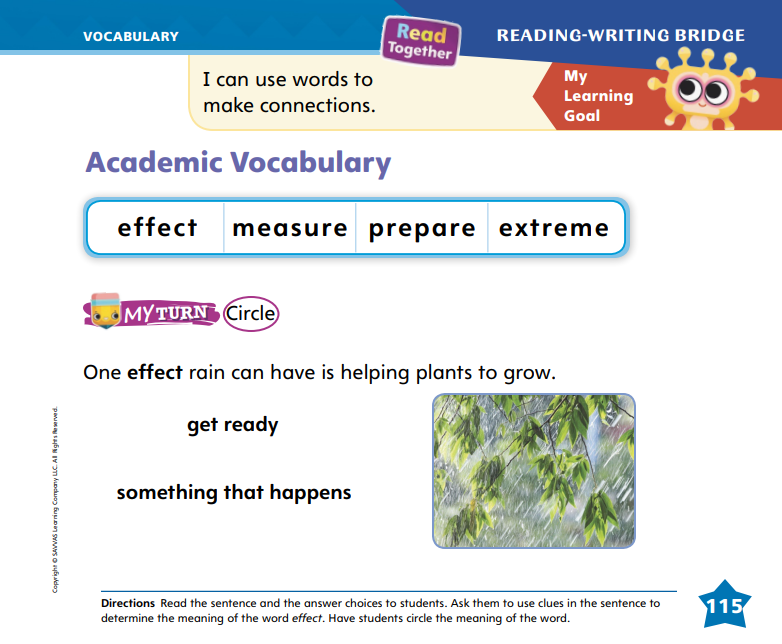 VOCABULARY
Read
Together
READING-WRITING BRIDGE
I can use words to
make connections.
My
Learning
Goal
Academic Vocabulary
effect measure prepare extreme
MY TURN Circle
One effect rain can have is helping plants to grow.
get ready
something that happens
Copyright © SAVVAS Learning Company LLC. All Rights Reserved.
Directions Read the sentence and the answer choices to students. Ask them to use clues in the sentence to
determine the meaning of the word effect. Have students circle the meaning of the word.
115